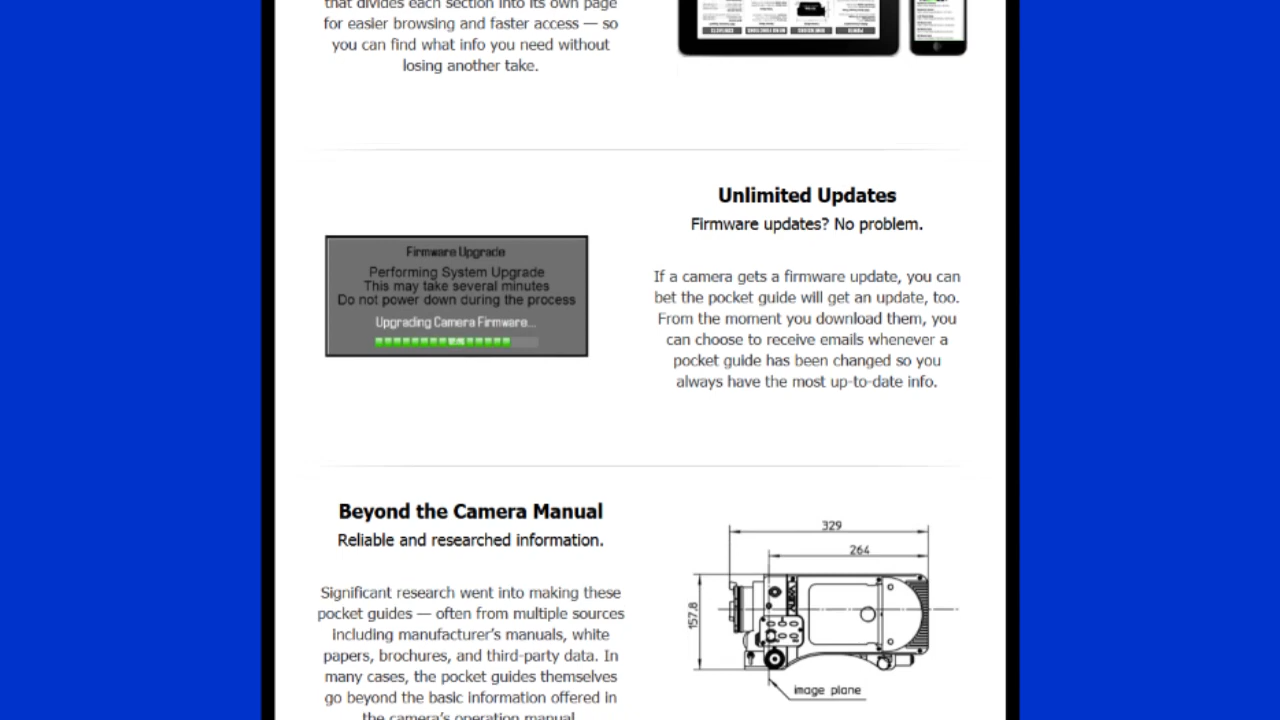 that divides each section into its own page
for easier browsing and faster access — so
you can find what info you need without
losing another take.
Unlimited Updates
Firmware updates? No problem.
Firmware Upgrade
Performing System Upgrade
This may take several minutes
Do not power down during the process
Upgrading Camera Firmware...
If a camera gets a firmware update, you can
bet the pocket guide will get an update, too.
From the moment you download them, you
can choose to receive emails whenever a
pocket guide has been changed so you
always have the most up-to-date info.
Beyond the Camera Manual
Reliable and researched information.
Significant research went into making these
pocket guides — often from multiple sources
including manufacturer's manuals, white
papers, brochures, and third-party data. In
many cases, the pocket guides themselves
go beyond the basic information offered in
the camera's operation manual.
329
264
157.8
image plane